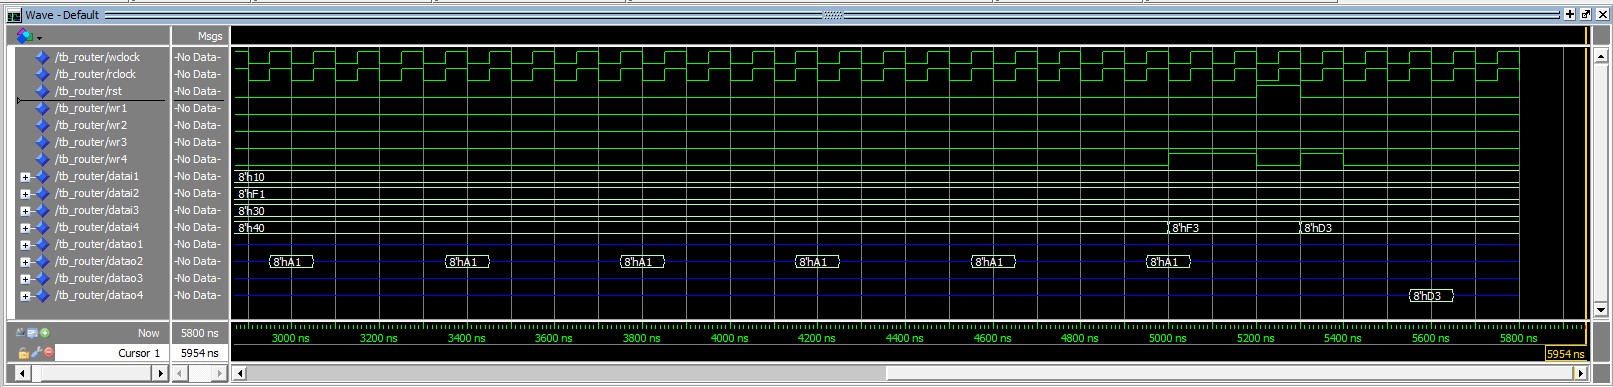 Wave - Default
Msgs
/tb_router/wclock -No Data-
/tb_router/rclock -No Data-
/tb_router/rst -No Data-
/tb_router/wr1 -No Data-
/tb_router/wr2 -No Data-
/tb_router/wr3 -No Data-
/tb_router/wr4 -No Data-
/tb_router/datai1 -No Data- 8'h10
/tb_router/datai2 -No Data- 8'hF1
/tb_router/datai3 -No Data- 8'h30
/tb_router/datai4 -No Data- 8'h40 8'hF3 8'hD3
/tb_router/datao1 -No Data-
/tb_router/datao2 -No Data- 8'hA1 8'hA1 8'hA1 8'hA1 8'hA1 8'hA1
/tb_router/datao3 -No Data-
/tb_router/datao4 -No Data- 8'hD3
Now 5800 ns 3000 ns 3200 ns 3400 ns 3600 ns 3800 ns 4000 ns 4200 ns 4400 ns 4600 ns 4800 ns 5000 ns 5200 ns 5400 ns 5600 ns 5800 ns
Cursor 1 5954 ns 5954 ns